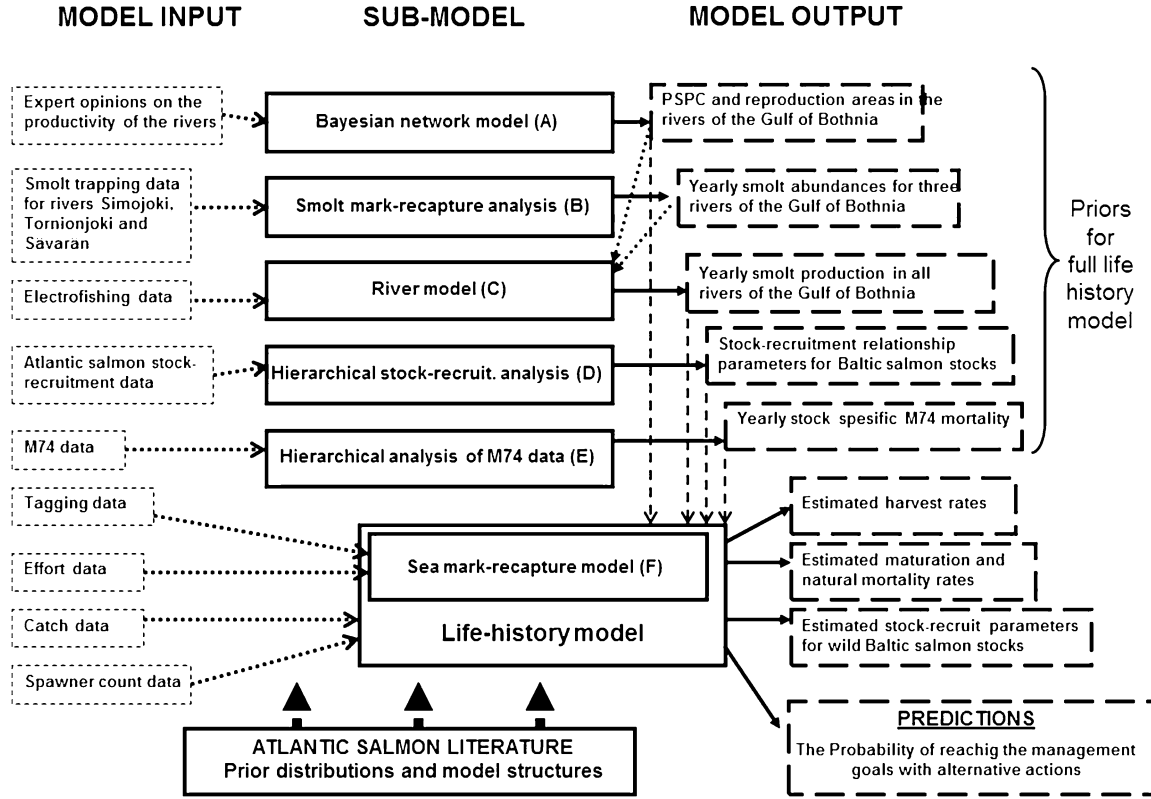 MODEL INPUT
SUB-MODEL
MODEL OUTPUT
Expert opinions on the
productivity of the rivers
Bayesian network model (A)
PSPC and reproduction areas in the
rivers of the Gulf of Bothnia
Smolt trapping data
for rivers Simojoki,
Tornionjoki and
Sävarån
Smolt mark-recapture analysis (B)
Yearly smolt abundances for three
rivers of the Gulf of Bothnia
Electrofishing data
River model (C)
Yearly smolt production in all
rivers of the Gulf of Bothnia
Atlantic salmon stock-
recruitment data
Hierarchical stock-recruit. analysis (D)
Stock-recruitment relationship
parameters for Baltic salmon stocks
M74 data
Hierarchical analysis of M74 data (E)
Yearly stock spesific M74 mortality
Priors
for
full life
history
model
Tagging data
Effort data
Catch data
Spawner count data
Sea mark-recapture model (F)
Life-history model
Estimated harvest rates
Estimated maturation and
natural mortality rates
Estimated stock-recruit parameters
for wild Baltic salmon stocks
PREDICTIONS
The Probability of reachig the management
goals with alternative actions
ATLANTIC SALMON LITERATURE
Prior distributions and model structures